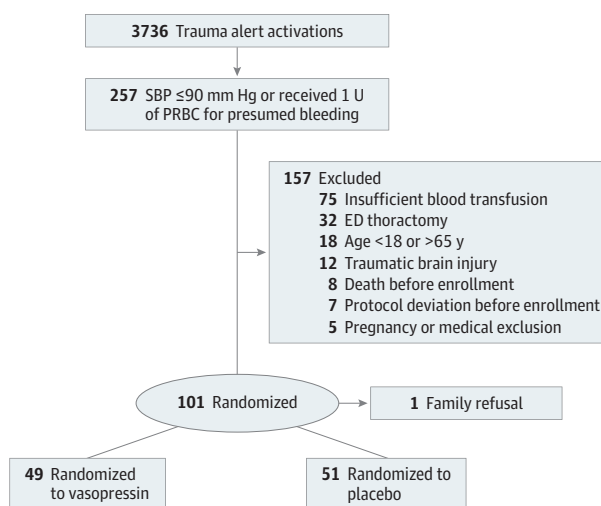 3736 Trauma alert activations
257 SBP ≤90 mm Hg or received 1 U
of PRBC for presumed bleeding
157 Excluded
75 Insufficient blood transfusion
32 ED thoractomy
18 Age <18 or >65 y
12 Traumatic brain injury
8 Death before enrollment
7 Protocol deviation before enrollment
5 Pregnancy or medical exclusion
101 Randomized
1 Family refusal
49 Randomized
to vasopressin
51 Randomized to
placebo